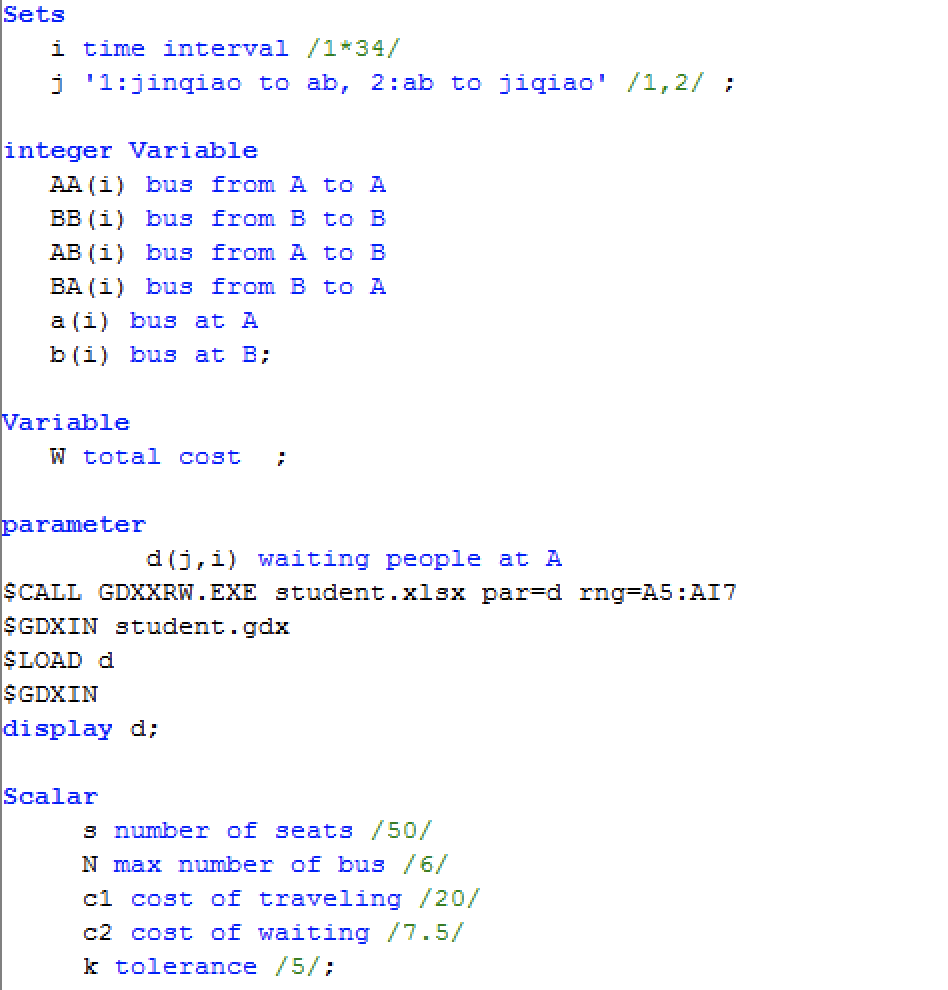 Sets
i time interval /1*34/
j '1:jinqiao to ab, 2:ab to jiqiao' /1,2/ ;
integer Variable
AA(i) bus from A to A
BB(i) bus from B to B
AB(i) bus from A to B
BA(i) bus from B to A
a(i) bus at A
b(i) bus at B;
Variable
W total cost ;
parameter
d(j,i) waiting people at A
$CALL GDXXRW.EXE student.xlsx par=d rng=A5:AI7
$GDXIN student.gdx
$LOAD d
$GDXIN
display d;
Scalar
s number of seats /50/
N max number of bus /6/
c1 cost of traveling /20/
c2 cost of waiting /7.5/
k tolerance /5/;